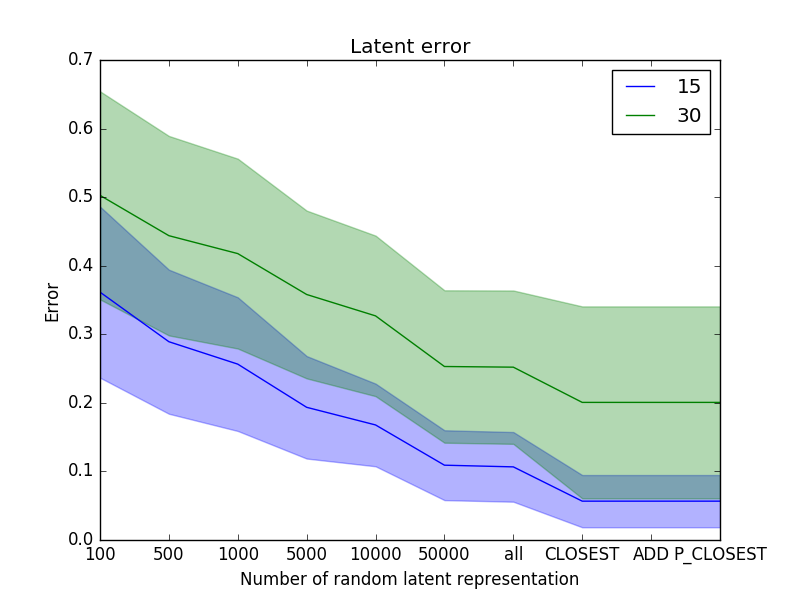 Latent error
0.7
15
30
0.6
0.5
0.4
0.3
0.2
0.1
0.0
Error
100 500 1000 5000 10000 50000 all CLOSEST ADD P_CLOSEST
Number of random latent representation